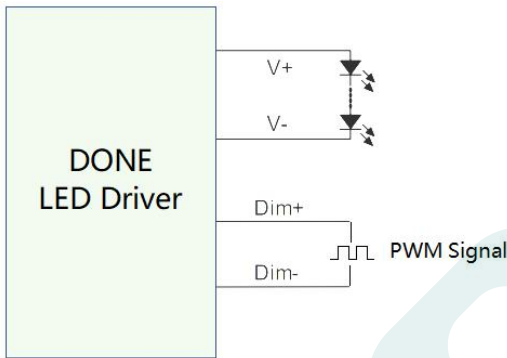 V+
V-
DONE
LED Driver
Dim+
PWM Signal
Dim-